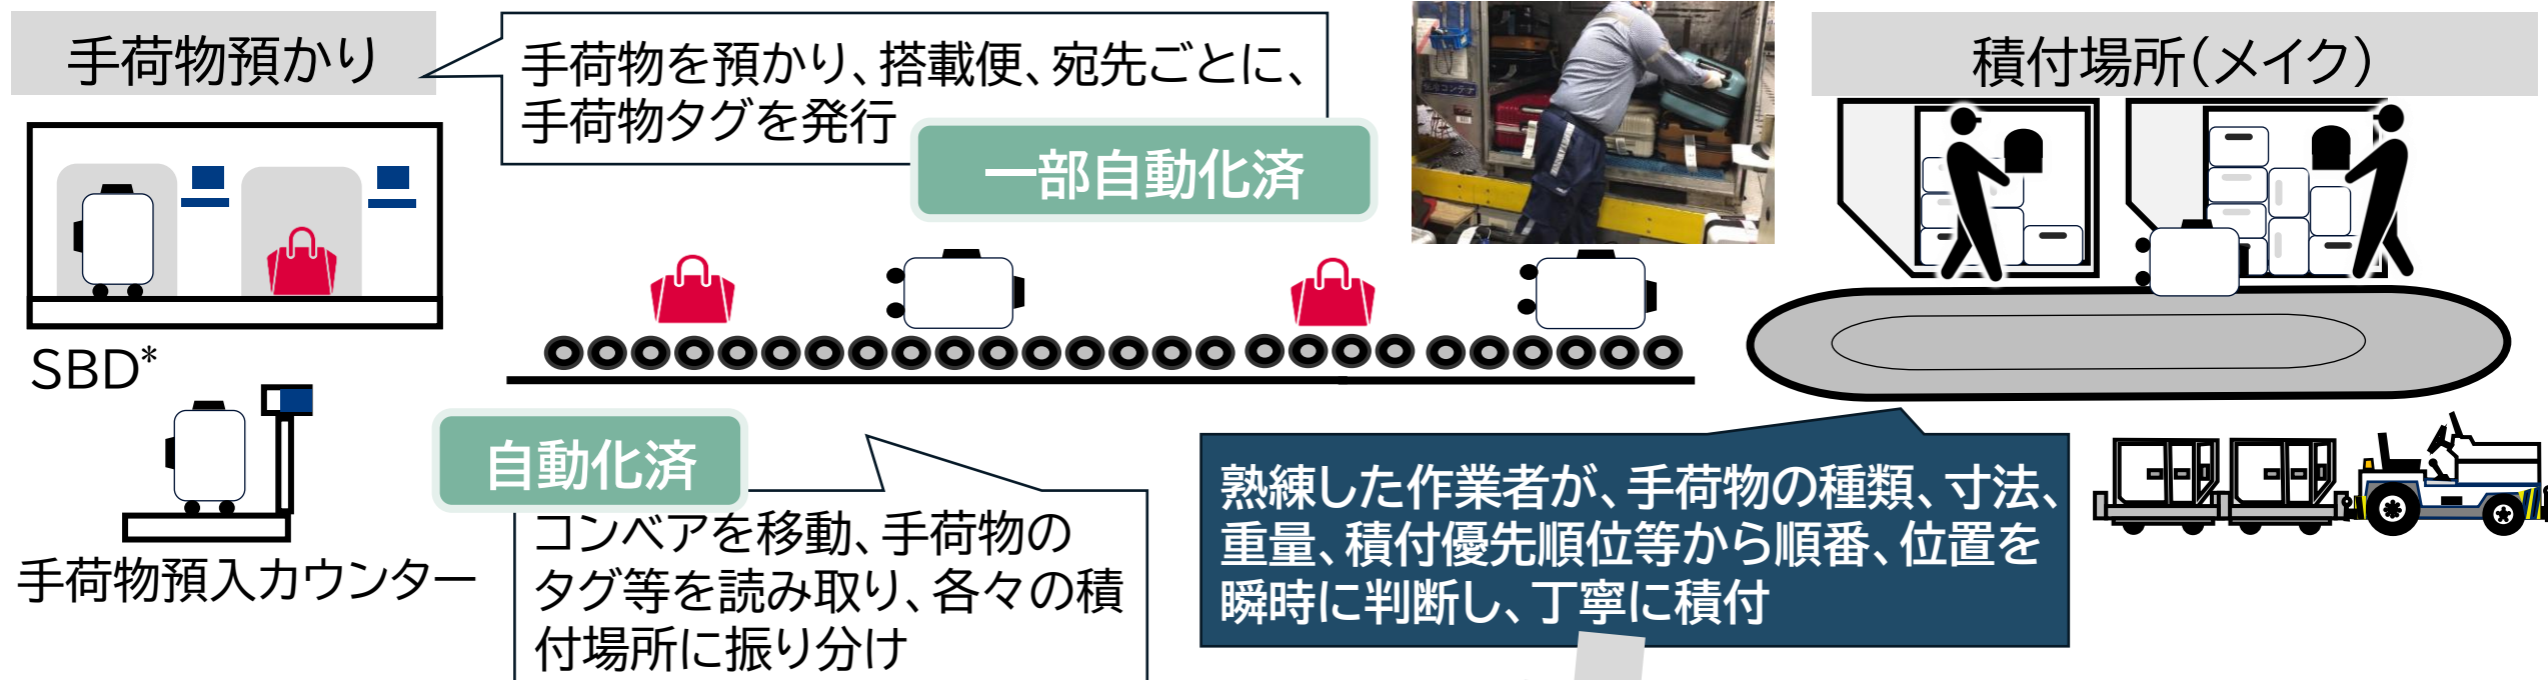 手荷物預かり
手荷物を預かり、搭載便、宛先ごとに、
手荷物タグを発行
一部自動化済
積付場所(メイク)
SBD*
手荷物預入カウンター
自動化済
コンベアを移動、手荷物の
タグ等を読み取り、各々の積
付場所に振り分け
熟練した作業者が、手荷物の種類、寸法、
重量、積付優先順位等から順番、位置を
瞬時に判断し、丁寧に積付